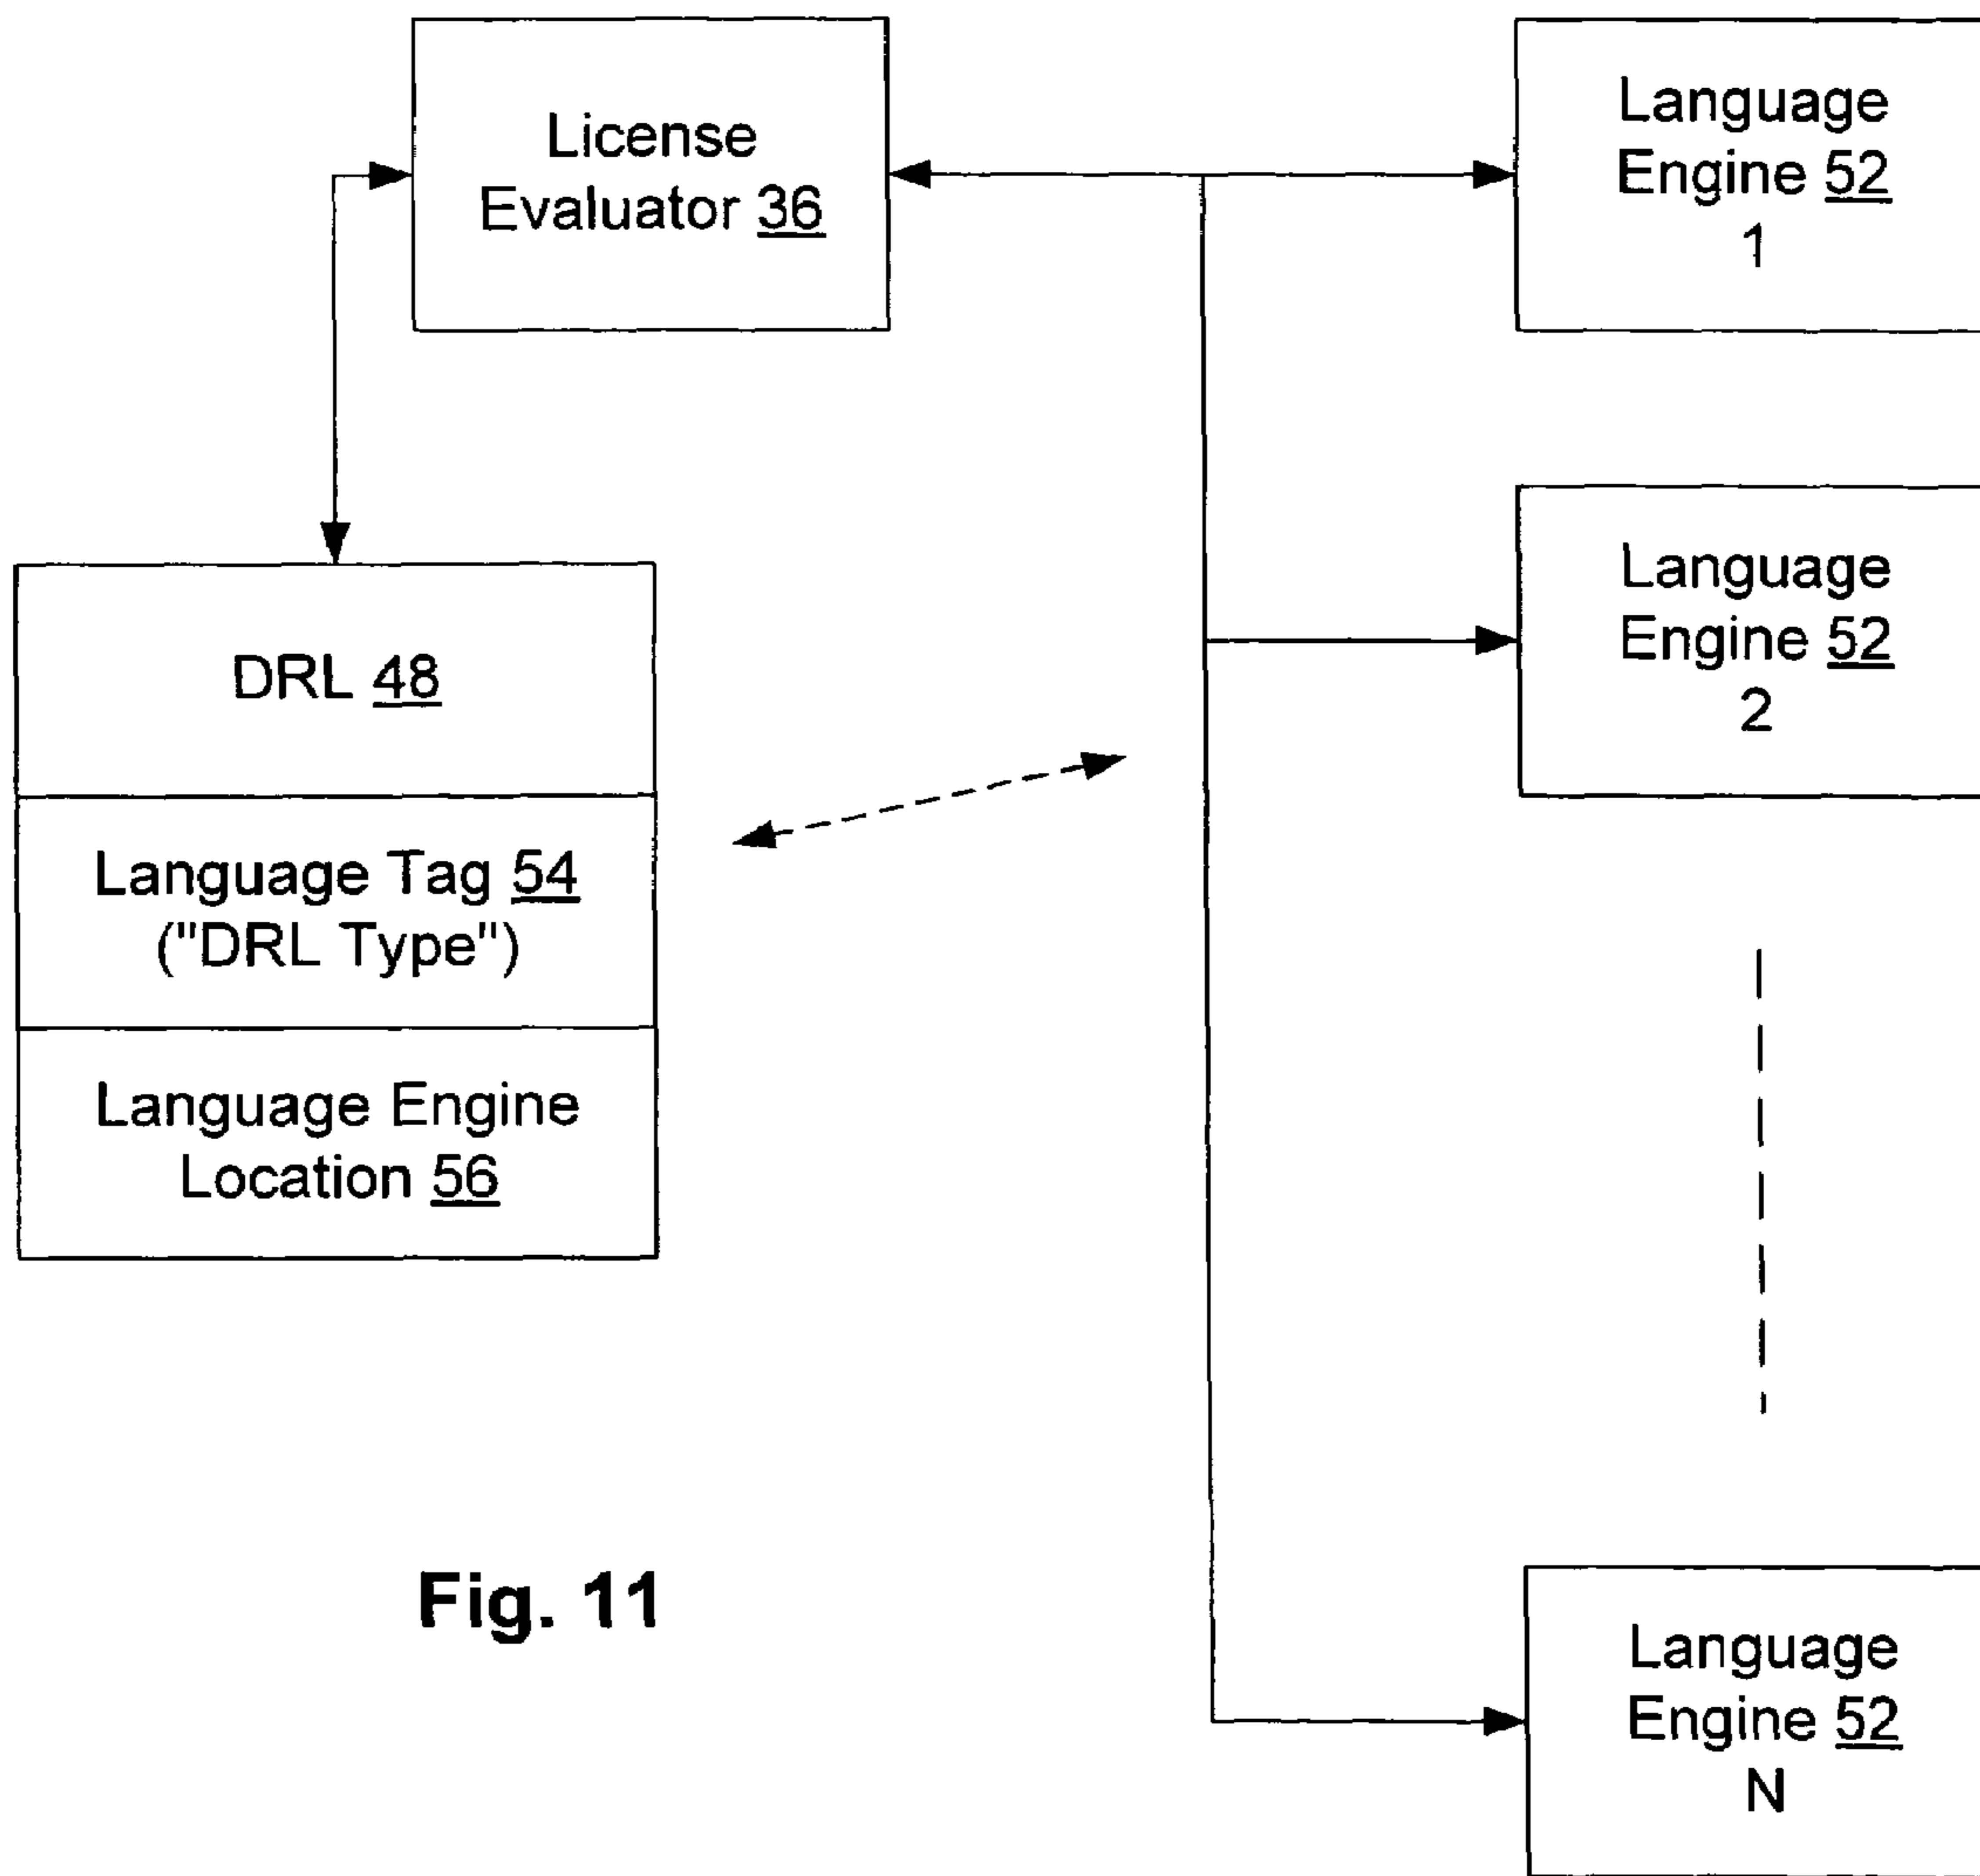 License
Evaluator 36
Language
Engine 52
1
Language
Engine 52
2
DRL 48
Language Tag 54
("DRL Type")
Language Engine
Location 56
Fig. 11
Language
Engine 52
N